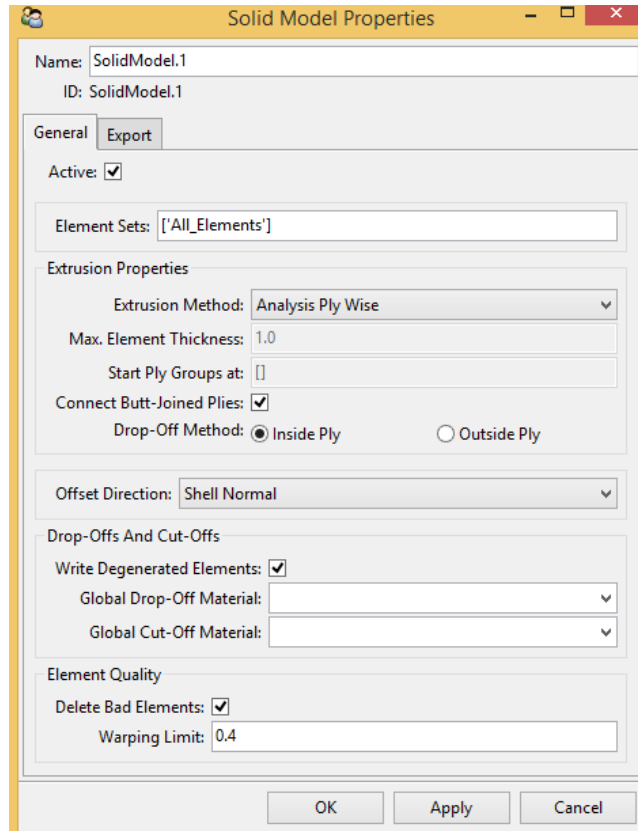 Solid Model Properties
Name: SolidModel.1
ID: SolidModel.1
General Export
Active:
Element Sets: ['All_Elements']
Extrusion Properties
Extrusion Method: Analysis Ply Wise
Max. Element Thickness: 1.0
Start Ply Groups at: []
Connect Butt-Joined Plies:
Drop-Off Method: Inside Ply Outside Ply
Offset Direction: Shell Normal
Drop-Offs And Cut-Offs
Write Degenerated Elements:
Global Drop-Off Material:
Global Cut-Off Material:
Element Quality
Delete Bad Elements:
Warping Limit: 0.4
OK Apply Cancel